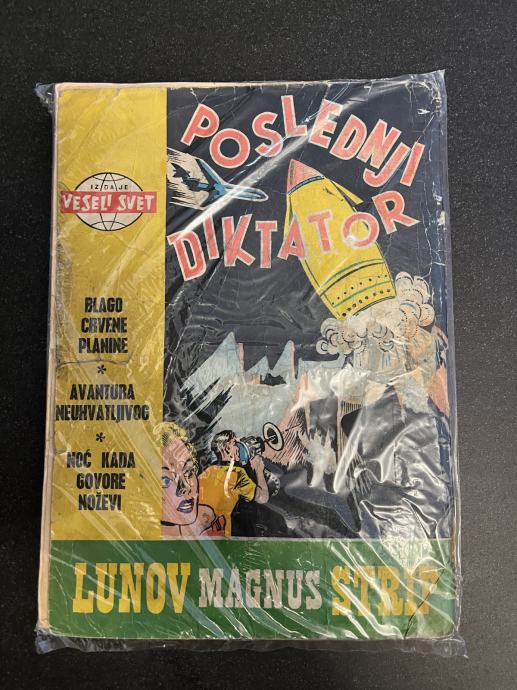 POSLEDNJI
DIKTATOR
IZDAJE
VESELI SVET
BLAGO
CRVENE
PLANINE
*
AVANTURA
NEUHVATLJIVOG
*
NOĆ KADA
GOVORE
NOŽEVI
LUNOV MAGNUS STRIP